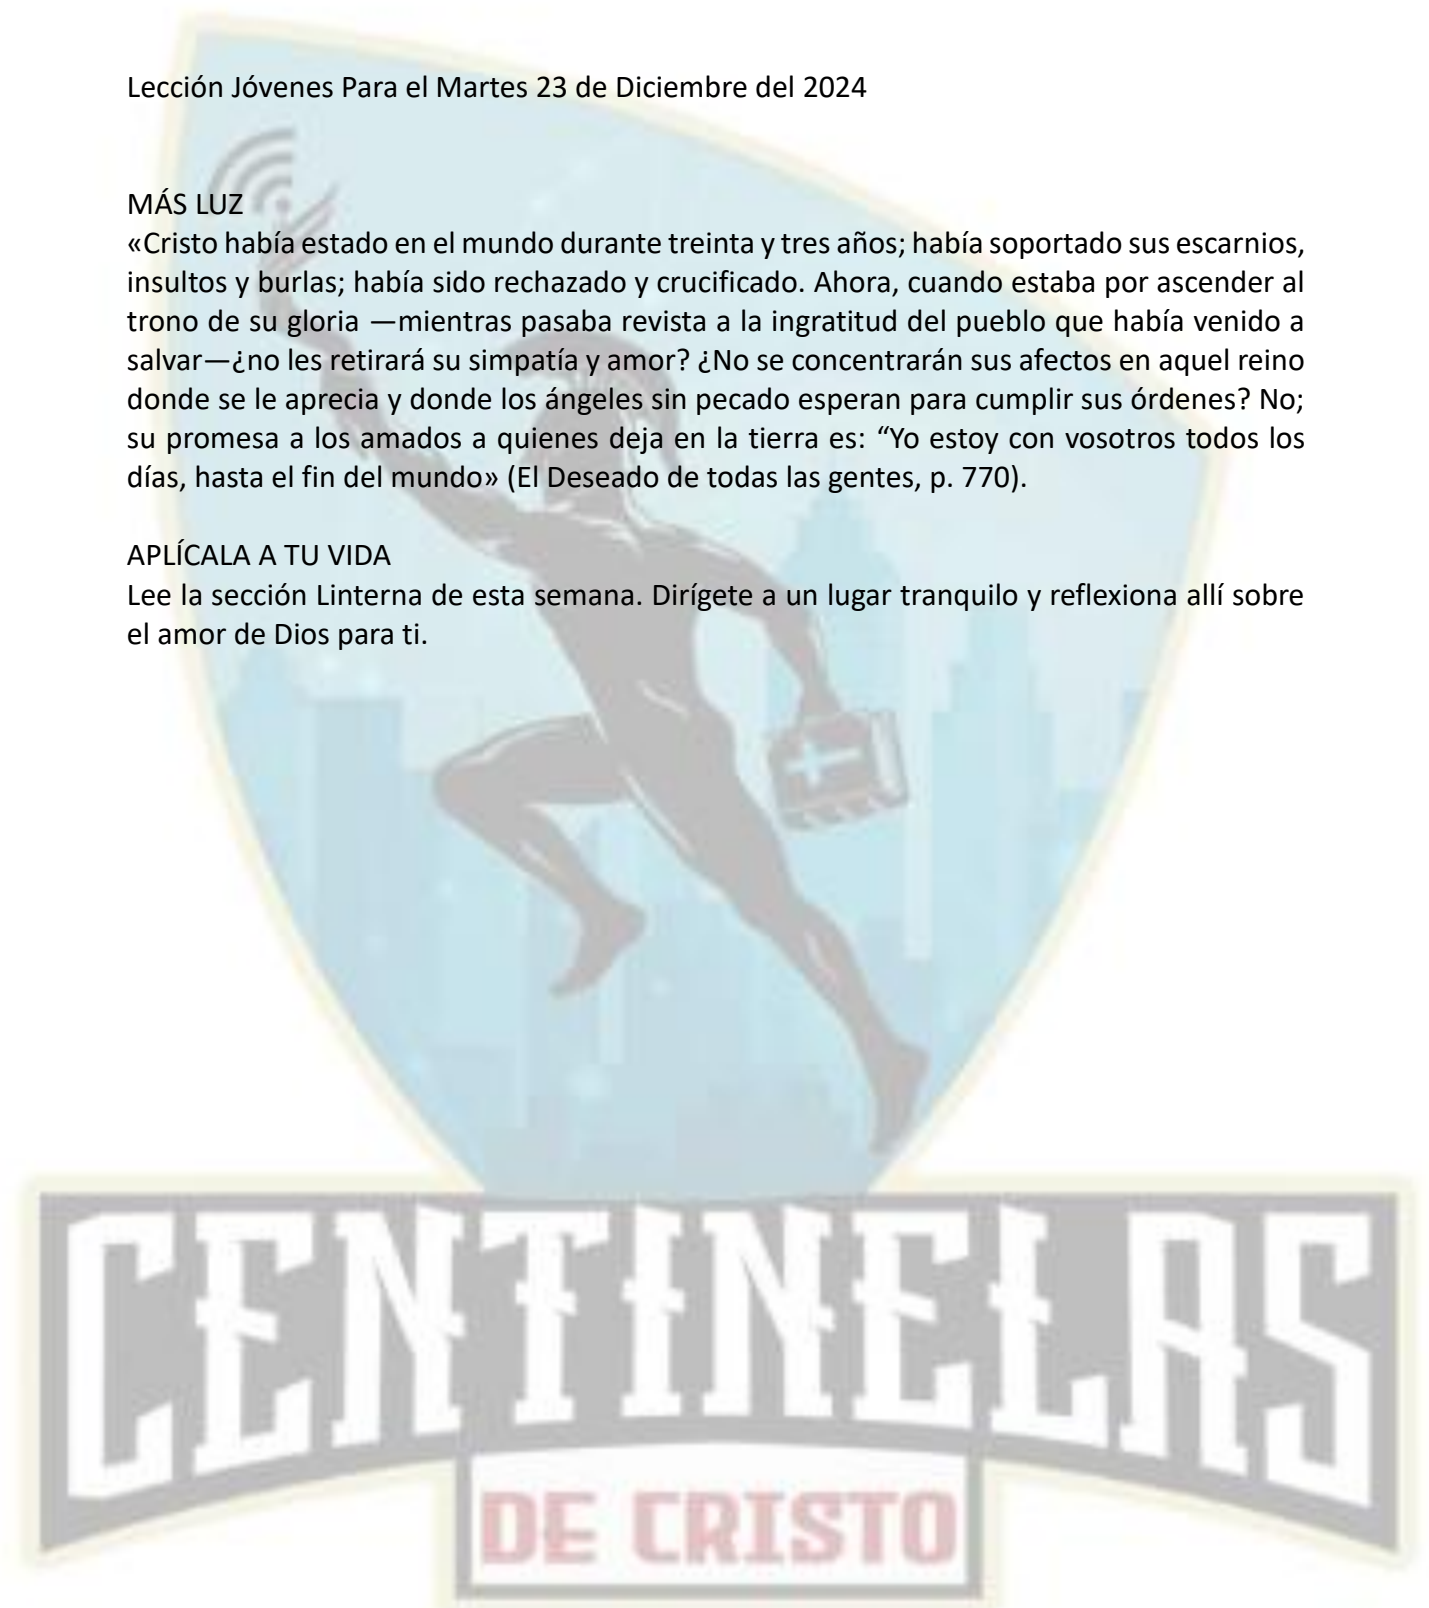 Lección Jóvenes Para el Martes 23 de Diciembre del 2024
MÁS LUZ
«Cristo había estado en el mundo durante treinta y tres años; había soportado sus escarnios,
insultos y burlas; había sido rechazado y crucificado. Ahora, cuando estaba por ascender al
trono de su gloria —mientras pasaba revista a la ingratitud del pueblo que había venido a
salvar—¿no les retirará su simpatía y amor? ¿No se concentrarán sus afectos en aquel reino
donde se le aprecia y donde los ángeles sin pecado esperan para cumplir sus órdenes? No;
su promesa a los amados a quienes deja en la tierra es: “Yo estoy con vosotros todos los
días, hasta el fin del mundo» (El Deseado de todas las gentes, p. 770).
APLÍCALA A TU VIDA
Lee la sección Linterna de esta semana. Dirígete a un lugar tranquilo y reflexiona allí sobre
el amor de Dios para ti.
CENTINELAS
DE CRISTO